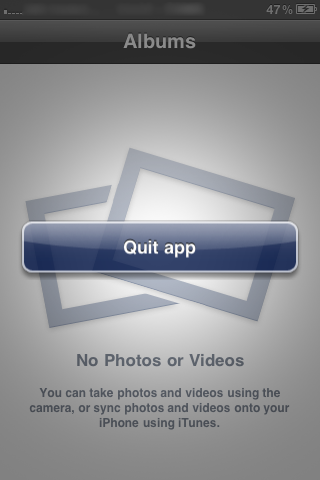 47%
Albums
Quit app
No Photos or Videos
You can take photos and videos using the
camera, or sync photos and videos onto your
iPhone using iTunes.